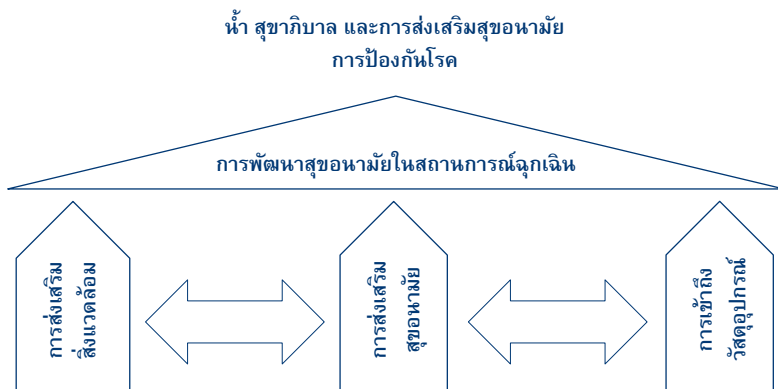 น้ำ สุขาภิบาล และการส่งเสริมสุขอนามัย
การป้องกันโรค
การพัฒนาสุขอนามัยในสถานการณ์ฉุกเฉิน
การส่งเสริม
สิ่งแวดล้อม
การส่งเสริม
สุขอนามัย
การเข้าถึง
วัสดุอุปกรณ์